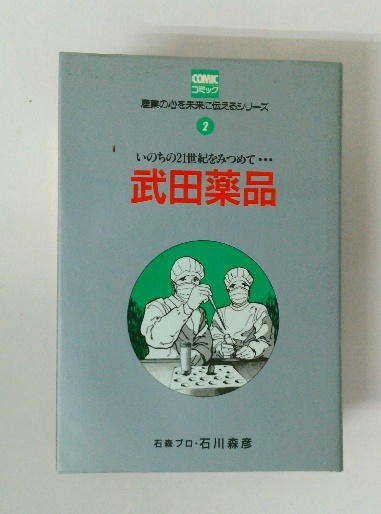 COMIC
コミック
産業の心を未来に伝えるシリーズ
2
いのちの21世紀をみつめて…
武田薬品
石森プロ・石川森彦